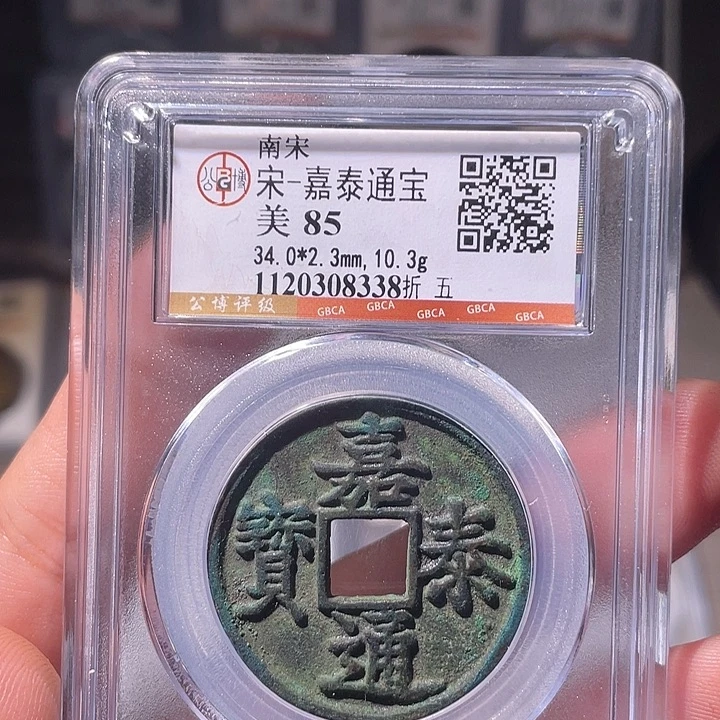 南宋
宋-嘉泰通宝
美 85
34.0*2.3mm,10.3g
1120308338折 五
公博评级 GBCA GBCA GBCA GBCA GBCA
公博
嘉
寶 泰
通